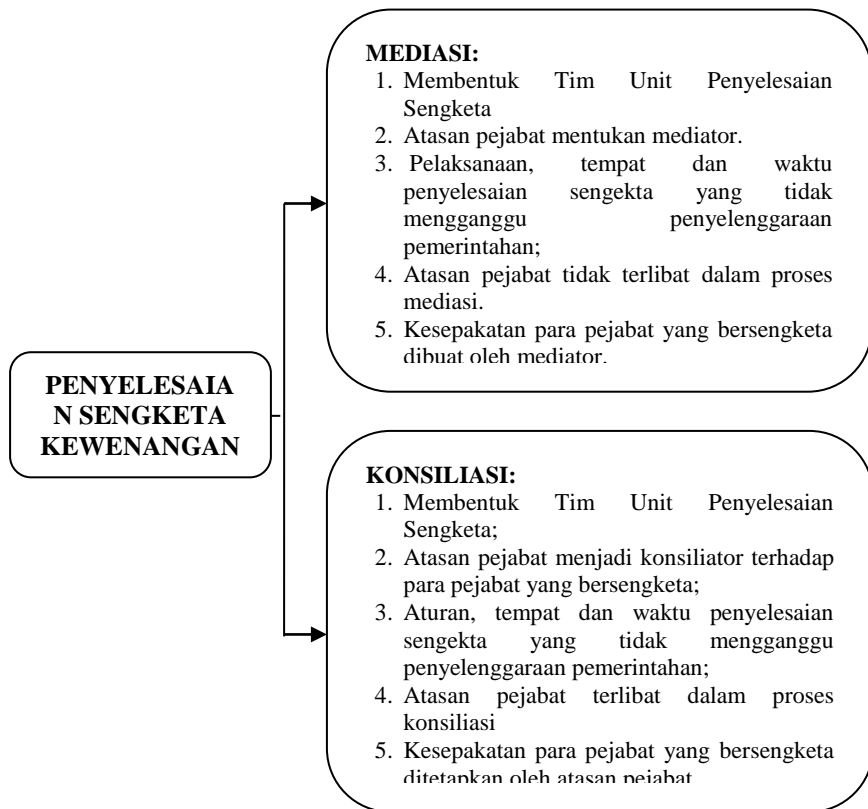 MEDIASI:
1. Membentuk Tim Unit Penyelesaian
Sengketa
2. Atasan pejabat mentukan mediator.
3. Pelaksanaan, tempat dan waktu
penyelesaian sengekta yang tidak
mengganggu penyelenggaraan
pemerintahan;
4. Atasan pejabat tidak terlibat dalam proses
mediasi.
5. Kesepakatan para pejabat yang bersengketa
dibuat oleh mediator.
PENYELESAIA
N SENGKETA
KEWENANGAN
KONSILIASI:
1. Membentuk Tim Unit Penyelesaian
Sengketa;
2. Atasan pejabat menjadi konsiliator terhadap
para pejabat yang bersengketa;
3. Aturan, tempat dan waktu penyelesaian
sengekta yang tidak mengganggu
penyelenggaraan pemerintahan;
4. Atasan pejabat terlibat dalam proses
konsiliasi
5. Kesepakatan para pejabat yang bersengketa
ditetapkan oleh atasan pejabat